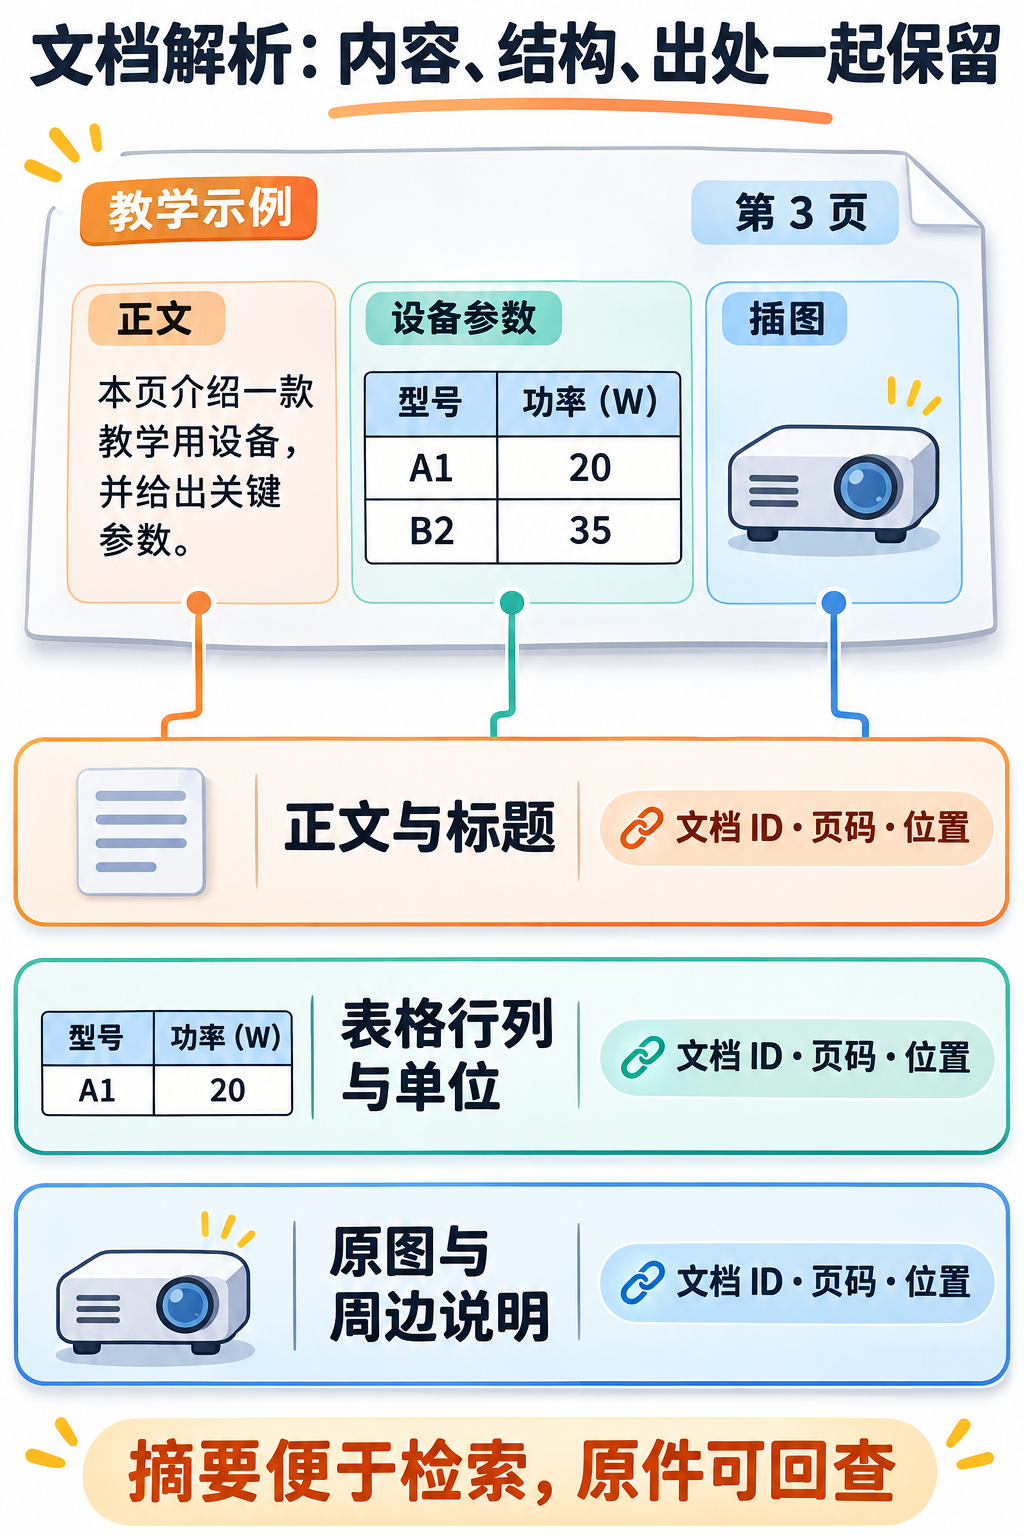 文档解析：内容、结构、出处一起保留
教学示例
第 3 页
正文
本页介绍一款
教学用设备，
并给出关键
参数。
设备参数
型号 功率（W）
A1 20
B2 35
插图
正文与标题
文档 ID · 页码 · 位置
型号 功率（W）
A1 20
表格行列
与单位
文档 ID · 页码 · 位置
原图与
周边说明
文档 ID · 页码 · 位置
摘要便于检索，原件可回查